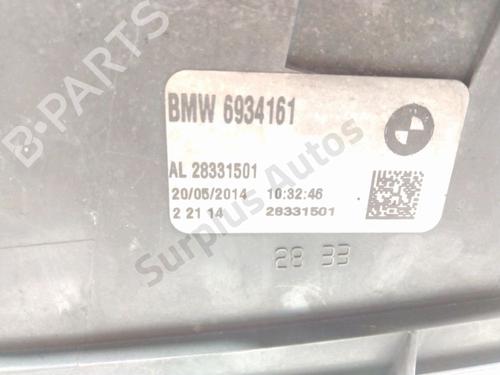 B-PARTS
BMW 6934161
AL 28331501
20/05/2014 10:32:46
2 21 14 28331501
Surplus Autos
28 33